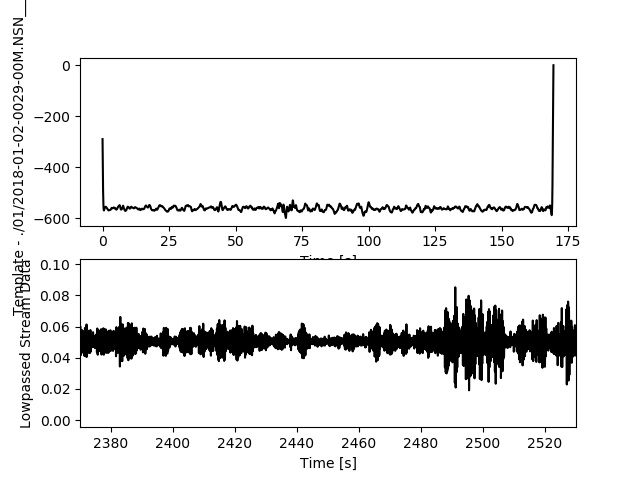 Template - ./01/2018-01-02-0029-00M.NSN__
0
−200
−400
−600
0 25 50 75 100 125 150 175
Time [s]
Lowpassed Stream Data
0.10
0.08
0.06
0.04
0.02
0.00
2380 2400 2420 2440 2460 2480 2500 2520
Time [s]